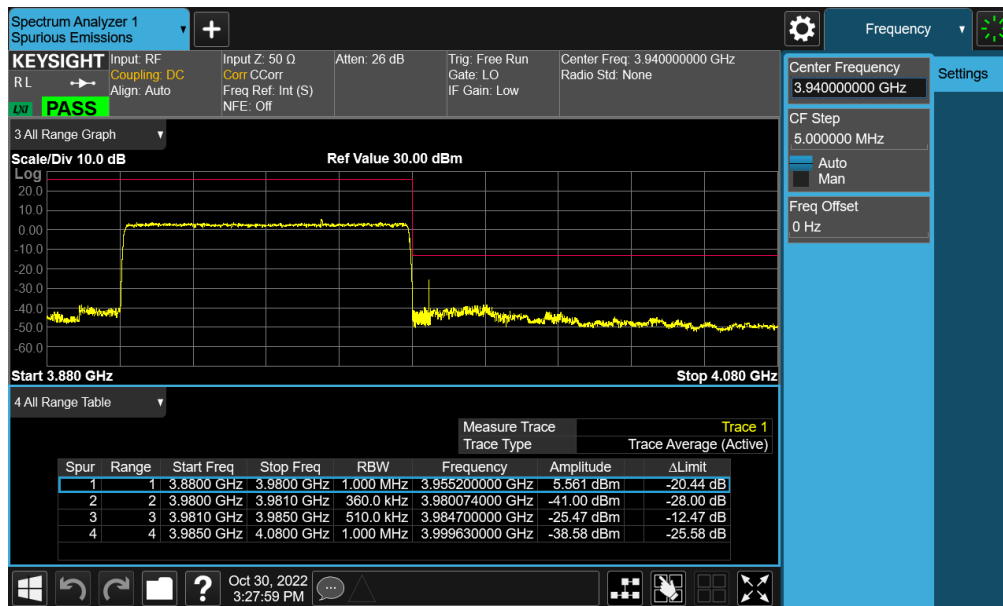 Spectrum Analyzer 1
Spurious Emissions
+
Frequency
KEYSIGHT
R L
LXI PASS
Input: RF
Coupling: DC
Align: Auto
Input Z: 50 Ω
Corr CCorr
Freq Ref: Int (S)
NFE: Off
Atten: 26 dB
Trig: Free Run
Gate: LO
IF Gain: Low
Center Freq: 3.940000000 GHz
Radio Std: None
Center Frequency
3.940000000 GHz
Settings
CF Step
5.000000 MHz
Auto
Man
Freq Offset
0 Hz
3 All Range Graph
Scale/Div 10.0 dB Ref Value 30.00 dBm
Log
20.0
10.0
0.00
-10.0
-20.0
-30.0
-40.0
-50.0
-60.0
Start 3.880 GHz Stop 4.080 GHz
4 All Range Table
Measure Trace Trace 1
Trace Type Trace Average (Active)
Spur Range Start Freq Stop Freq RBW Frequency Amplitude ΔLimit
1 1 3.8800 GHz 3.9800 GHz 1.000 MHz 3.955200000 GHz 5.561 dBm -20.44 dB
2 2 3.9800 GHz 3.9810 GHz 360.0 kHz 3.980074000 GHz -41.00 dBm -28.00 dB
3 3 3.9810 GHz 3.9850 GHz 510.0 kHz 3.984700000 GHz -25.47 dBm -12.47 dB
4 4 3.9850 GHz 4.0800 GHz 1.000 MHz 3.999630000 GHz -38.58 dBm -25.58 dB
?
Oct 30, 2022
3:27:59 PM